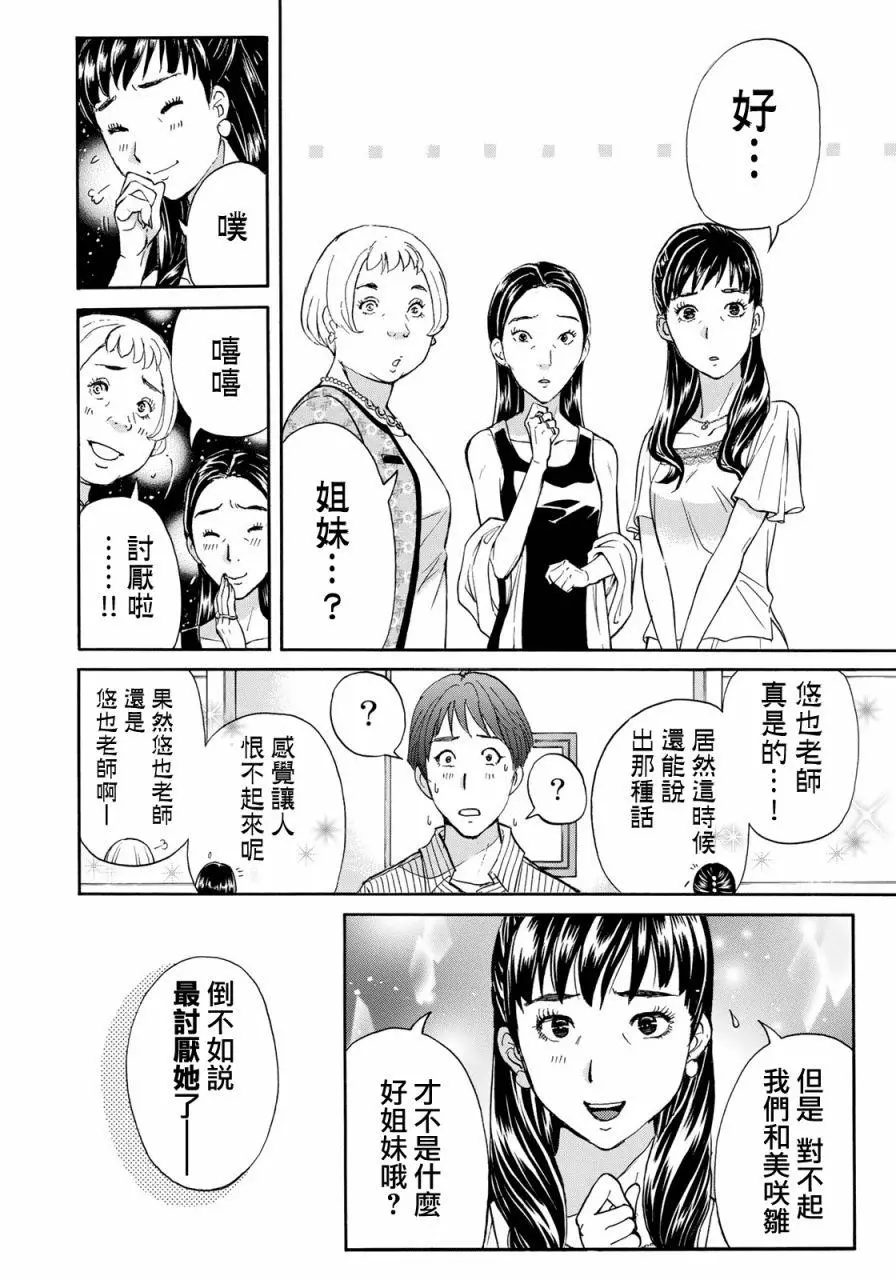 好…
姐妹…？
噗
嘻嘻
討厭啦
……!!
悠也老師
真是的…！
居然這時候
還能說
出那種話
？
？
感覺讓人
恨不起來呢
果然悠也老師
還是
悠也老師啊—
但是 對不起
我們和美咲雛
才不是什麼
好姐妹哦？
倒不如說
最討厭她了——